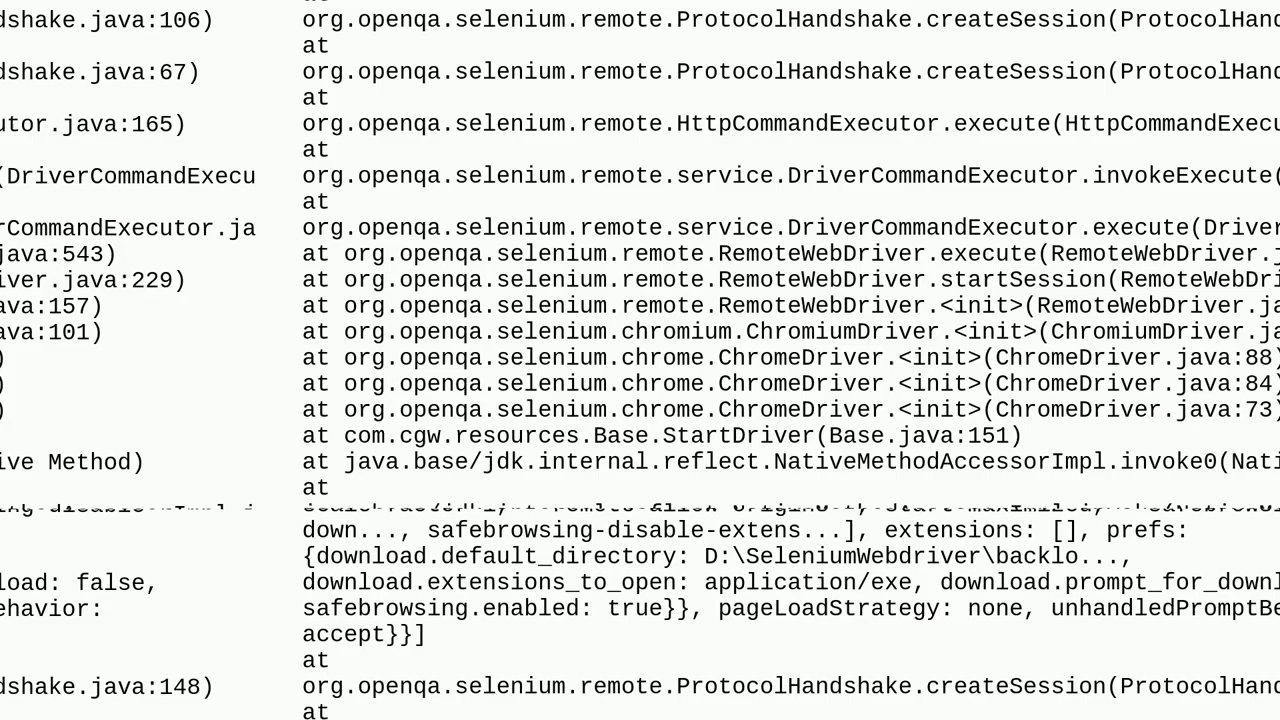 dshake.java:106) org.openqa.selenium.remote.ProtocolHandshake.createSession(ProtocolHand
at
dshake.java:67) org.openqa.selenium.remote.ProtocolHandshake.createSession(ProtocolHand
at
utor.java:165) org.openqa.selenium.remote.HttpCommandExecutor.execute(HttpCommandExecu
at
(DriverCommandExecu org.openqa.selenium.remote.service.DriverCommandExecutor.invokeExecute(
at
rCommandExecutor.ja org.openqa.selenium.remote.service.DriverCommandExecutor.execute(Driver
java:543) at org.openqa.selenium.remote.RemoteWebDriver.execute(RemoteWebDriver.j
iver.java:229) at org.openqa.selenium.remote.RemoteWebDriver.startSession(RemoteWebDri
ava:157) at org.openqa.selenium.remote.RemoteWebDriver.<init>(RemoteWebDriver.ja
ava:101) at org.openqa.selenium.chromium.ChromiumDriver.<init>(ChromiumDriver.ja
) at org.openqa.selenium.chrome.ChromeDriver.<init>(ChromeDriver.java:88)
) at org.openqa.selenium.chrome.ChromeDriver.<init>(ChromeDriver.java:84)
) at org.openqa.selenium.chrome.ChromeDriver.<init>(ChromeDriver.java:73)
at com.cgw.resources.Base.StartDriver(Base.java:151)
ive Method) at java.base/jdk.internal.reflect.NativeMethodAccessorImpl.invoke0(Nati
at
down..., safebrowsing-disable-extens...], extensions: [], prefs:
{download.default_directory: D:\SeleniumWebdriver\backlo...,
load: false, download.extensions_to_open: application/exe, download.prompt_for_downl
ehavior: safebrowsing.enabled: true}}, pageLoadStrategy: none, unhandledPromptBe
accept}}]
at
dshake.java:148) org.openqa.selenium.remote.ProtocolHandshake.createSession(ProtocolHand
at